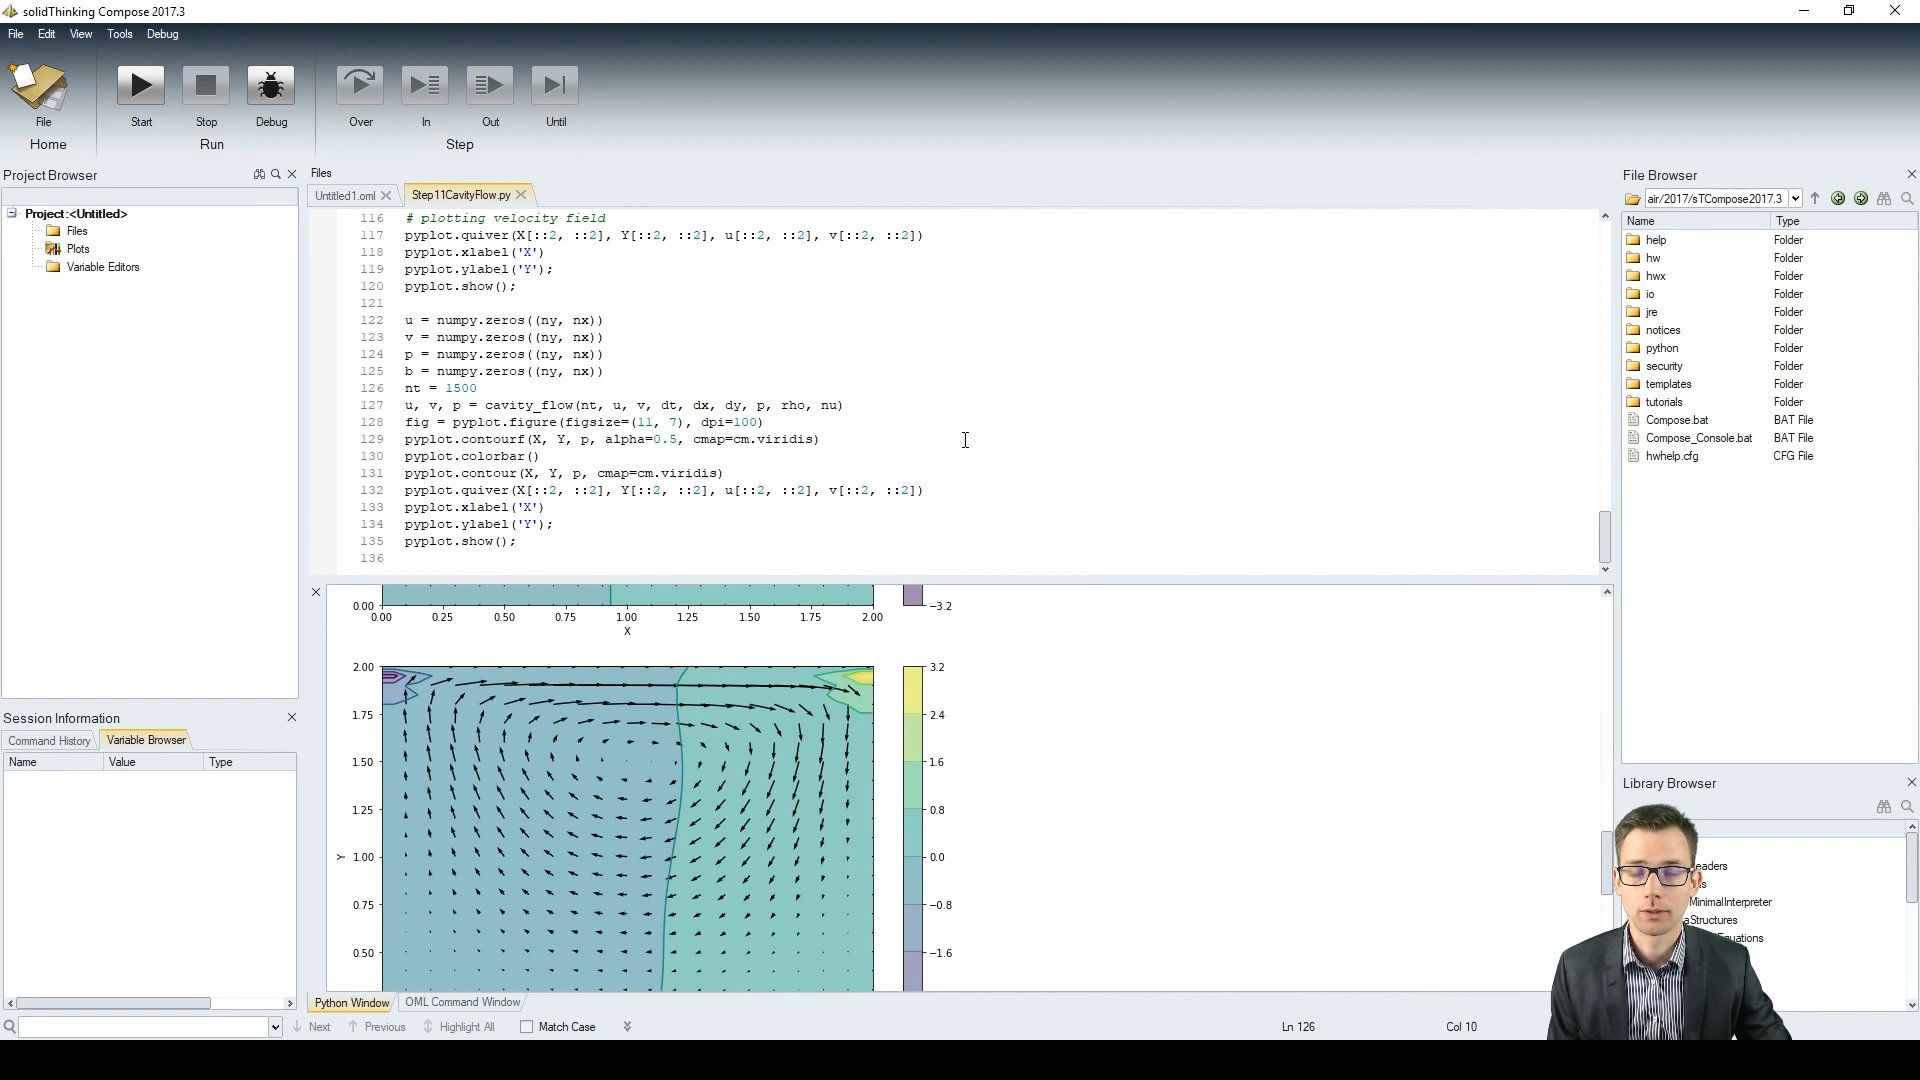 solidThinking Compose 2017.3
File Edit View Tools Debug
File Start Stop Debug Over In Out Until
Home Run Step
Project Browser
Project:<Untitled>
Files
Plots
Variable Editors
Session Information
Command History Variable Browser
Name Value Type
Files
Untitled1.oml Step11CavityFlow.py
116 # plotting velocity field
117 pyplot.quiver(X[::2, ::2], Y[::2, ::2], u[::2, ::2], v[::2, ::2])
118 pyplot.xlabel('X')
119 pyplot.ylabel('Y');
120 pyplot.show();
121
122 u = numpy.zeros((ny, nx))
123 v = numpy.zeros((ny, nx))
124 p = numpy.zeros((ny, nx))
125 b = numpy.zeros((ny, nx))
126 nt = 1500
127 u, v, p = cavity_flow(nt, u, v, dt, dx, dy, p, rho, nu)
128 fig = pyplot.figure(figsize=(11, 7), dpi=100)
129 pyplot.contourf(X, Y, p, alpha=0.5, cmap=cm.viridis)
130 pyplot.colorbar()
131 pyplot.contour(X, Y, p, cmap=cm.viridis)
132 pyplot.quiver(X[::2, ::2], Y[::2, ::2], u[::2, ::2], v[::2, ::2])
133 pyplot.xlabel('X')
134 pyplot.ylabel('Y');
135 pyplot.show();
136
0.00 −3.2
0.00 0.25 0.50 0.75 1.00 1.25 1.50 1.75 2.00
X
2.00
1.75
1.50
1.25
Y 1.00
0.75
0.50
3.2
2.4
1.6
0.8
0.0
−0.8
−1.6
Python Window OML Command Window
Next Previous Highlight All Match Case
Ln 126 Col 10
File Browser
air/2017/sTCompose2017.3
Name Type
help Folder
hw Folder
hwx Folder
io Folder
jre Folder
notices Folder
python Folder
security Folder
templates Folder
tutorials Folder
Compose.bat BAT File
Compose_Console.bat BAT File
hwhelp.cfg CFG File
Library Browser
eaders
MinimalInterpreter
aStructures
Equations